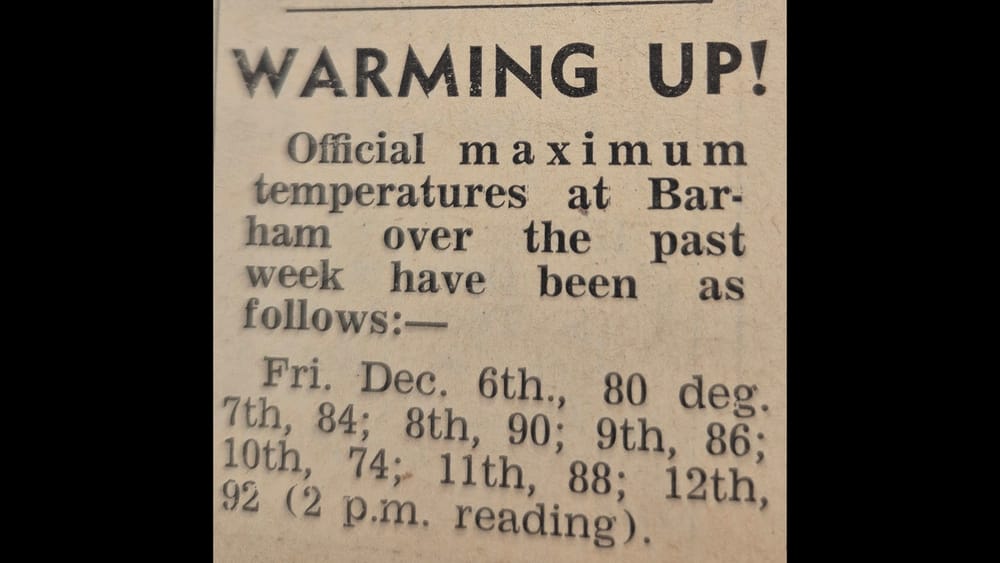 WARMING UP!
Official maximum
temperatures at Bar-
ham over the past
week have been as
follows:—
Fri. Dec. 6th., 80 deg.
7th, 84; 8th, 90; 9th, 86;
10th, 74; 11th, 88; 12th,
92 (2 p.m. reading).